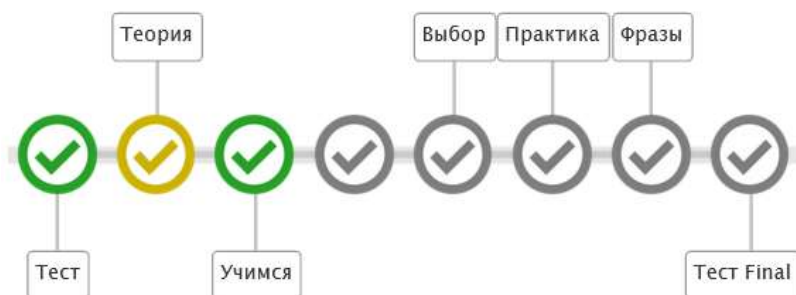 Теория
Выбор
Практика
Фразы
Тест
Учимся
Тест Final